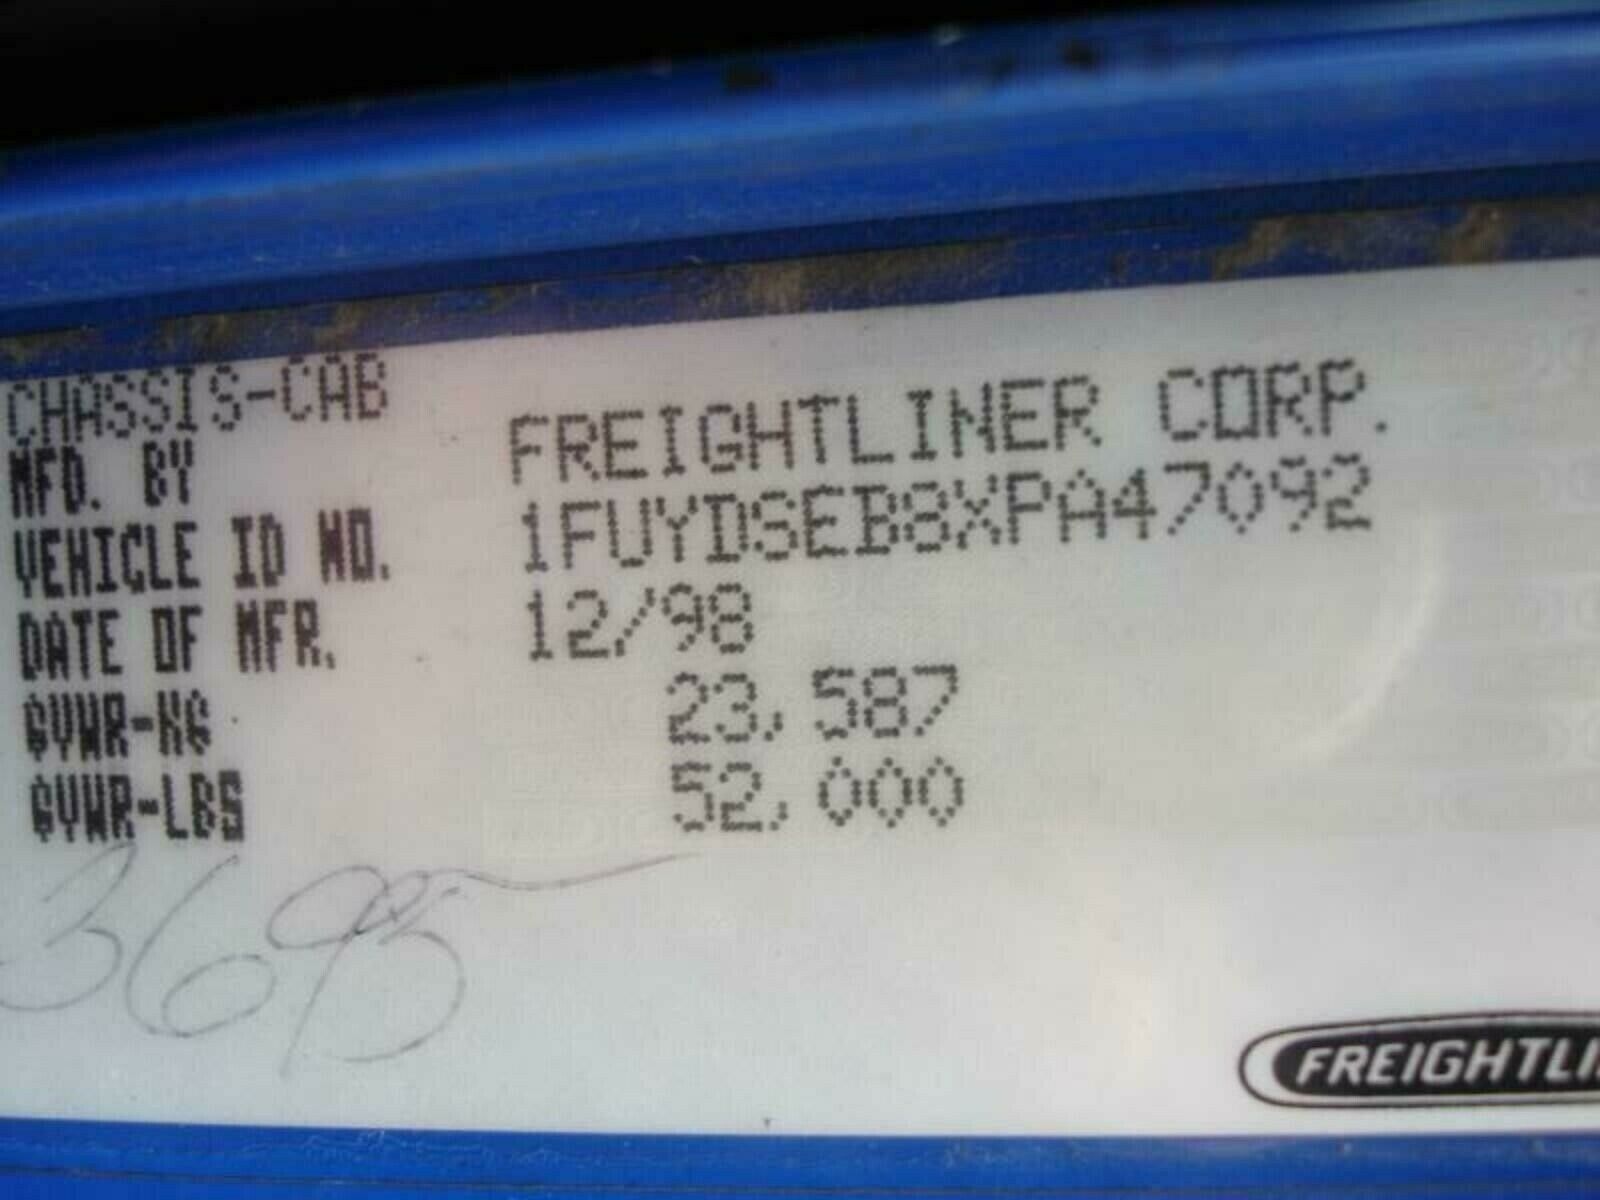 CHASSIS-CAB
MFD. BY FREIGHTLINER CORP.
VEHICLE ID NO. 1FUYDSEB8XPA47092
DATE OF MFR. 12/98
GVWR-KG 23,587
GVWR-LBS 52,000
3695
FREIGHTLI